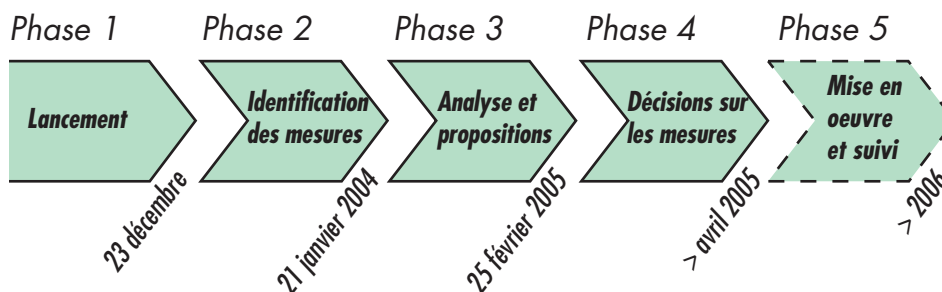 Phase 1
Phase 2
Phase 3
Phase 4
Phase 5
Lancement
Identification
des mesures
Analyse et
propositions
Décisions sur
les mesures
Mise en
oeuvre
et suivi
23 décembre
21 janvier 2004
25 février 2005
> avril 2005
> 2006